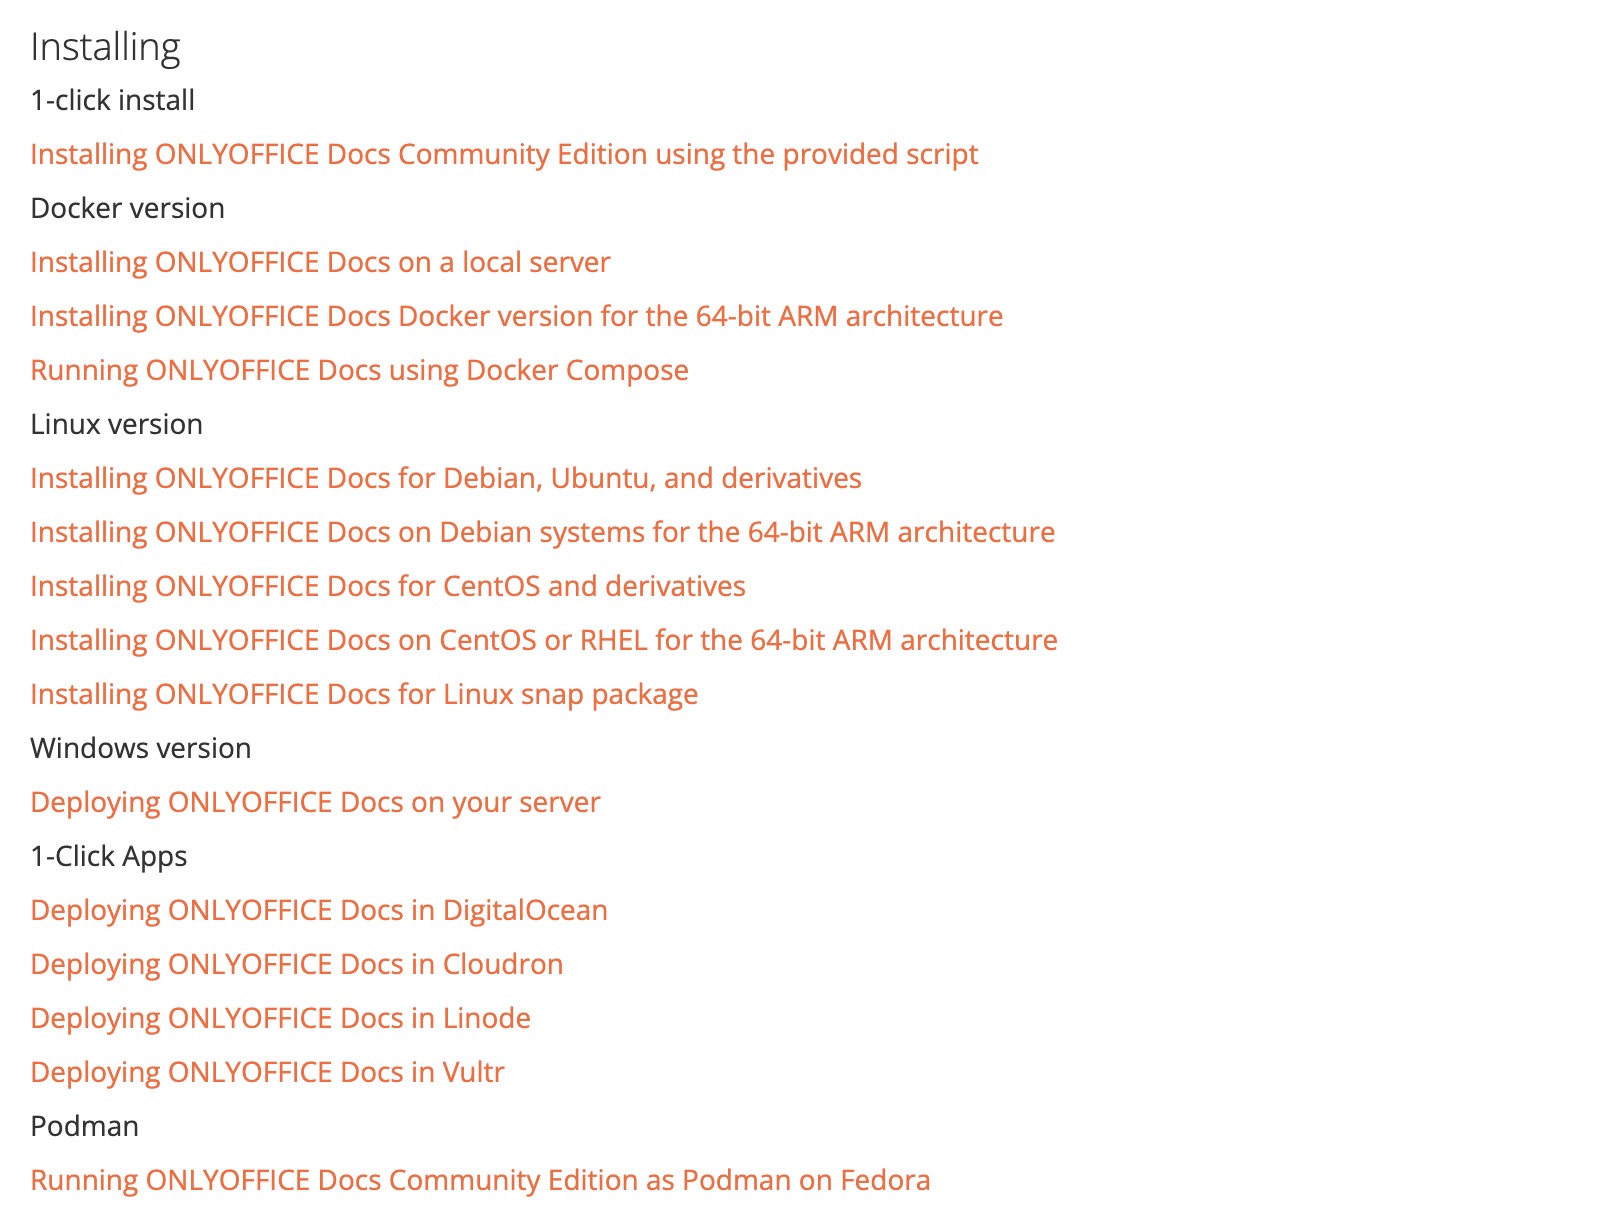 Installing
1-click install
Installing ONLYOFFICE Docs Community Edition using the provided script
Docker version
Installing ONLYOFFICE Docs on a local server
Installing ONLYOFFICE Docs Docker version for the 64-bit ARM architecture
Running ONLYOFFICE Docs using Docker Compose
Linux version
Installing ONLYOFFICE Docs for Debian, Ubuntu, and derivatives
Installing ONLYOFFICE Docs on Debian systems for the 64-bit ARM architecture
Installing ONLYOFFICE Docs for CentOS and derivatives
Installing ONLYOFFICE Docs on CentOS or RHEL for the 64-bit ARM architecture
Installing ONLYOFFICE Docs for Linux snap package
Windows version
Deploying ONLYOFFICE Docs on your server
1-Click Apps
Deploying ONLYOFFICE Docs in DigitalOcean
Deploying ONLYOFFICE Docs in Cloudron
Deploying ONLYOFFICE Docs in Linode
Deploying ONLYOFFICE Docs in Vultr
Podman
Running ONLYOFFICE Docs Community Edition as Podman on Fedora